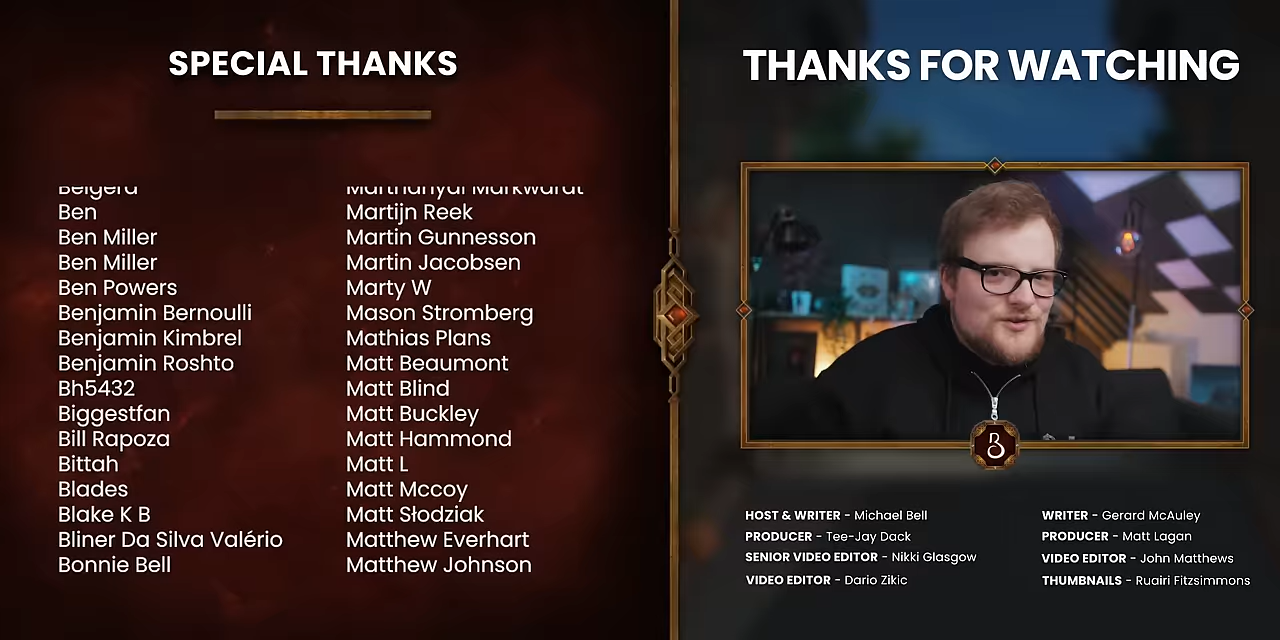 SPECIAL THANKS
Ben
Ben Miller
Ben Miller
Ben Powers
Benjamin Bernoulli
Benjamin Kimbrel
Benjamin Roshto
Bh5432
Biggestfan
Bill Rapoza
Bittah
Blades
Blake K B
Bliner Da Silva Valério
Bonnie Bell
Martijn Reek
Martin Gunnesson
Martin Jacobsen
Marty W
Mason Stromberg
Mathias Plans
Matt Beaumont
Matt Blind
Matt Buckley
Matt Hammond
Matt L
Matt Mccoy
Matt Słodziak
Matthew Everhart
Matthew Johnson
THANKS FOR WATCHING
B
HOST & WRITER - Michael Bell
PRODUCER - Tee-Jay Dack
SENIOR VIDEO EDITOR - Nikki Glasgow
VIDEO EDITOR - Dario Zikic
WRITER - Gerard McAuley
PRODUCER - Matt Lagan
VIDEO EDITOR - John Matthews
THUMBNAILS - Ruairi Fitzsimmons